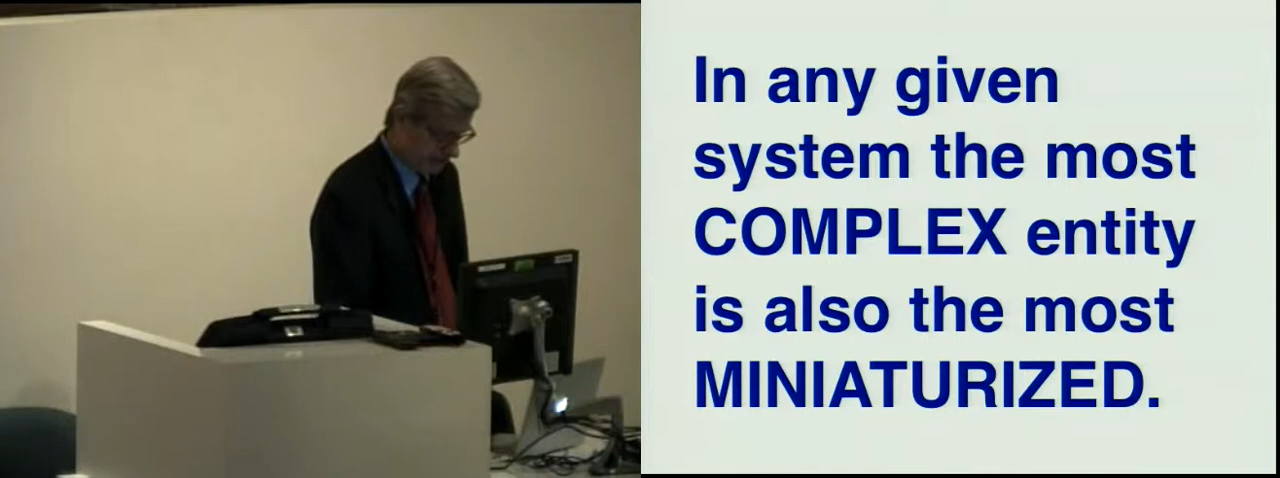 In any given
system the most
COMPLEX entity
is also the most
MINIATURIZED.